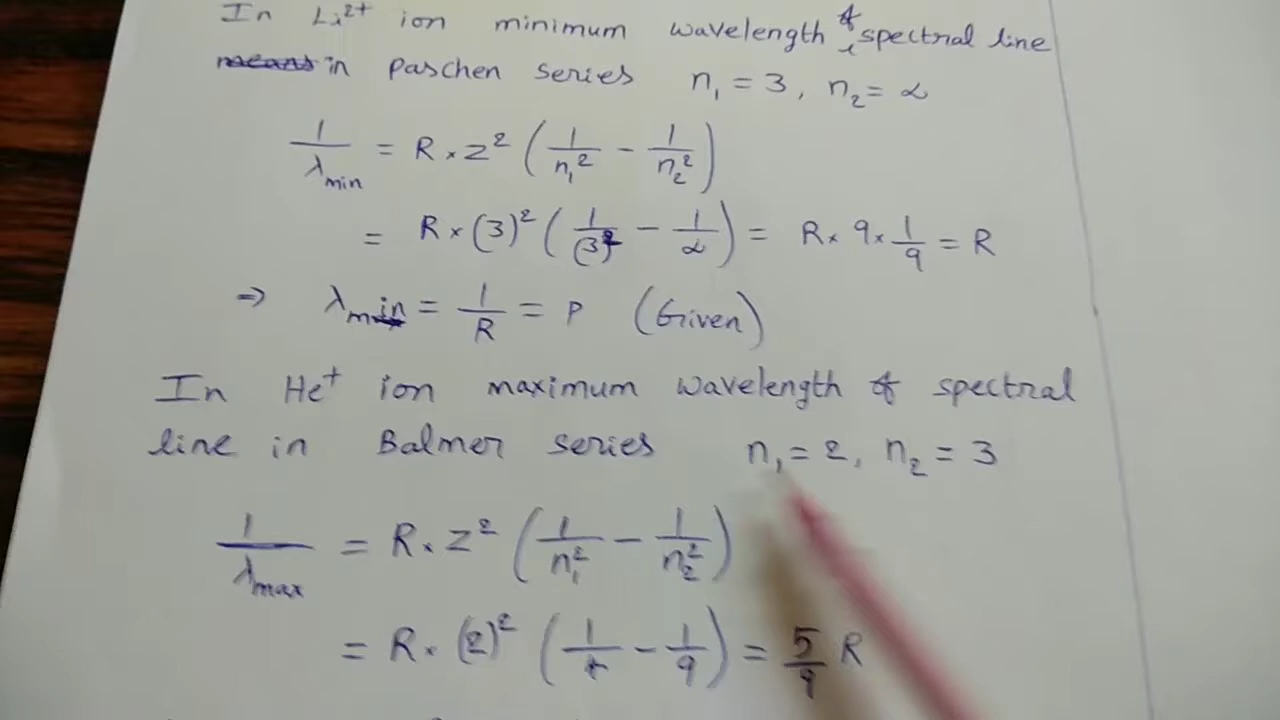 In Li²⁺ ion minimum wavelength of spectral line
means in Paschen series n₁ = 3, n₂ = ∝
1/λmin = R × Z² (1/n₁² − 1/n₂²)
= R × (3)² (1/(3)² − 1/∝) = R × 9 × 1/9 = R
⇒ λmin = 1/R = P (Given)
In He⁺ ion maximum wavelength of spectral
line in Balmer series n₁ = 2, n₂ = 3
1/λmax = R × Z² (1/n₁² − 1/n₂²)
= R × (2)² (1/4 − 1/9) = 5/9 R